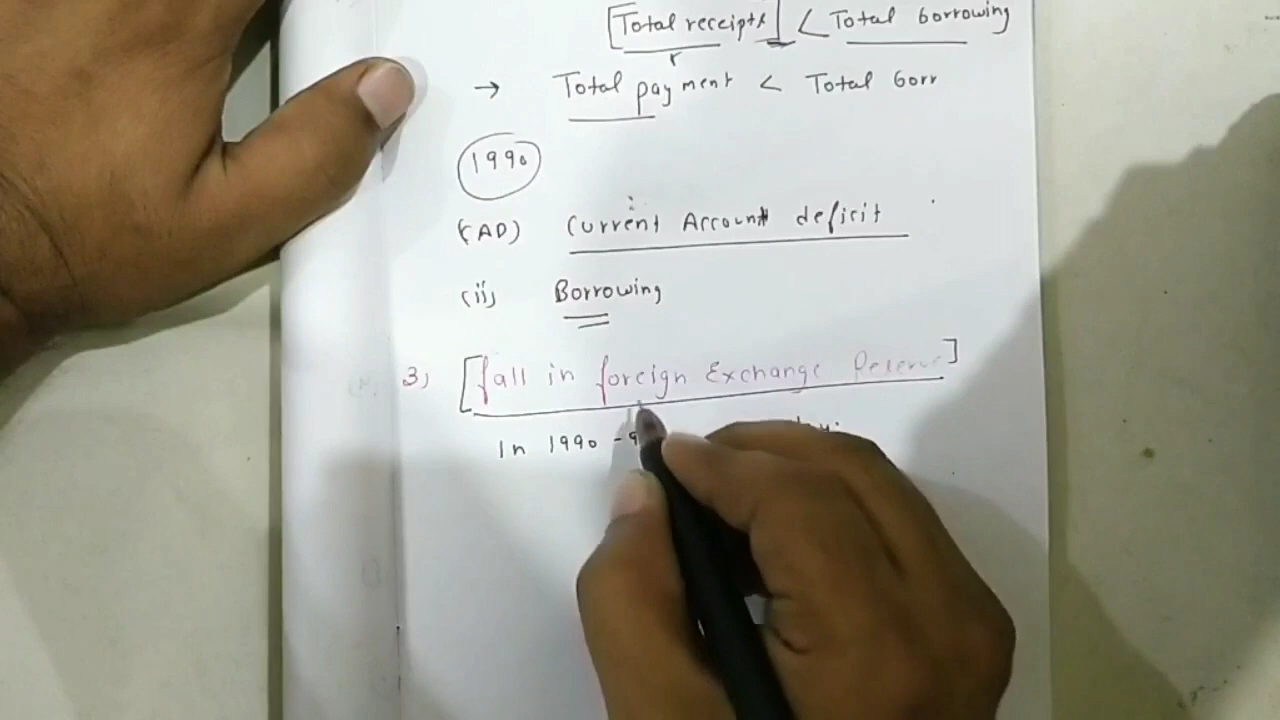 [Total receipts] < Total borrowing
r
→ Total payment < Total borr
1990
(AD) Current Account deficit
(ii) Borrowing
3) [fall in foreign Exchange Reserve]
In 1990 - 9